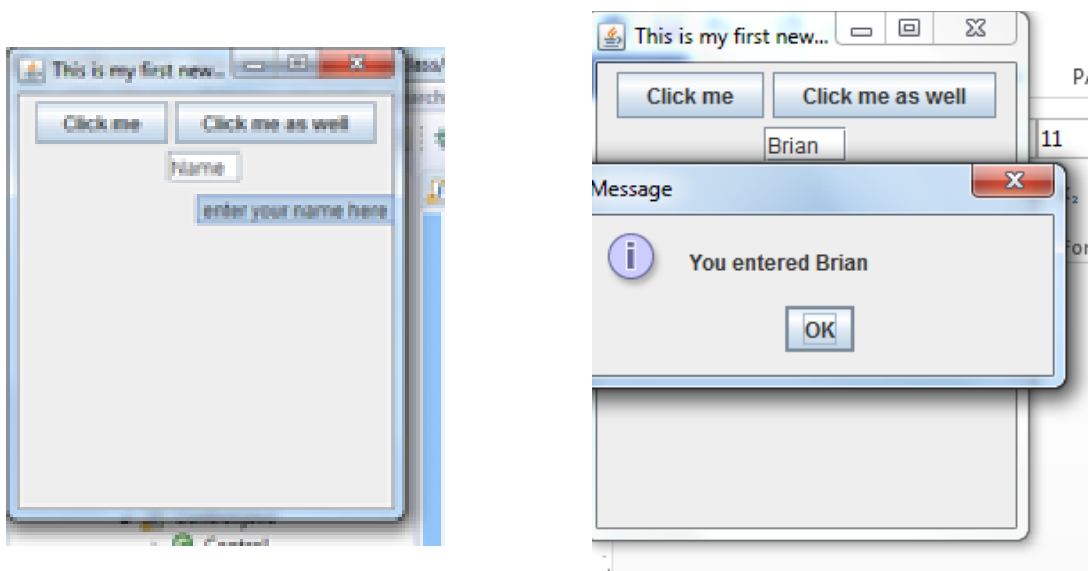 This is my first new...
Click me
Click me as well
Name
enter your name here
Control
This is my first new...
Click me
Click me as well
Brian
Message
You entered Brian
OK
11